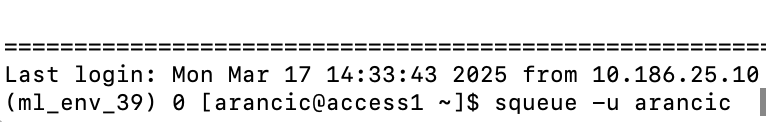 =======================================================
Last login: Mon Mar 17 14:33:43 2025 from 10.186.25.10
(ml_env_39) 0 [arancic@access1 ~]$ squeue -u arancic